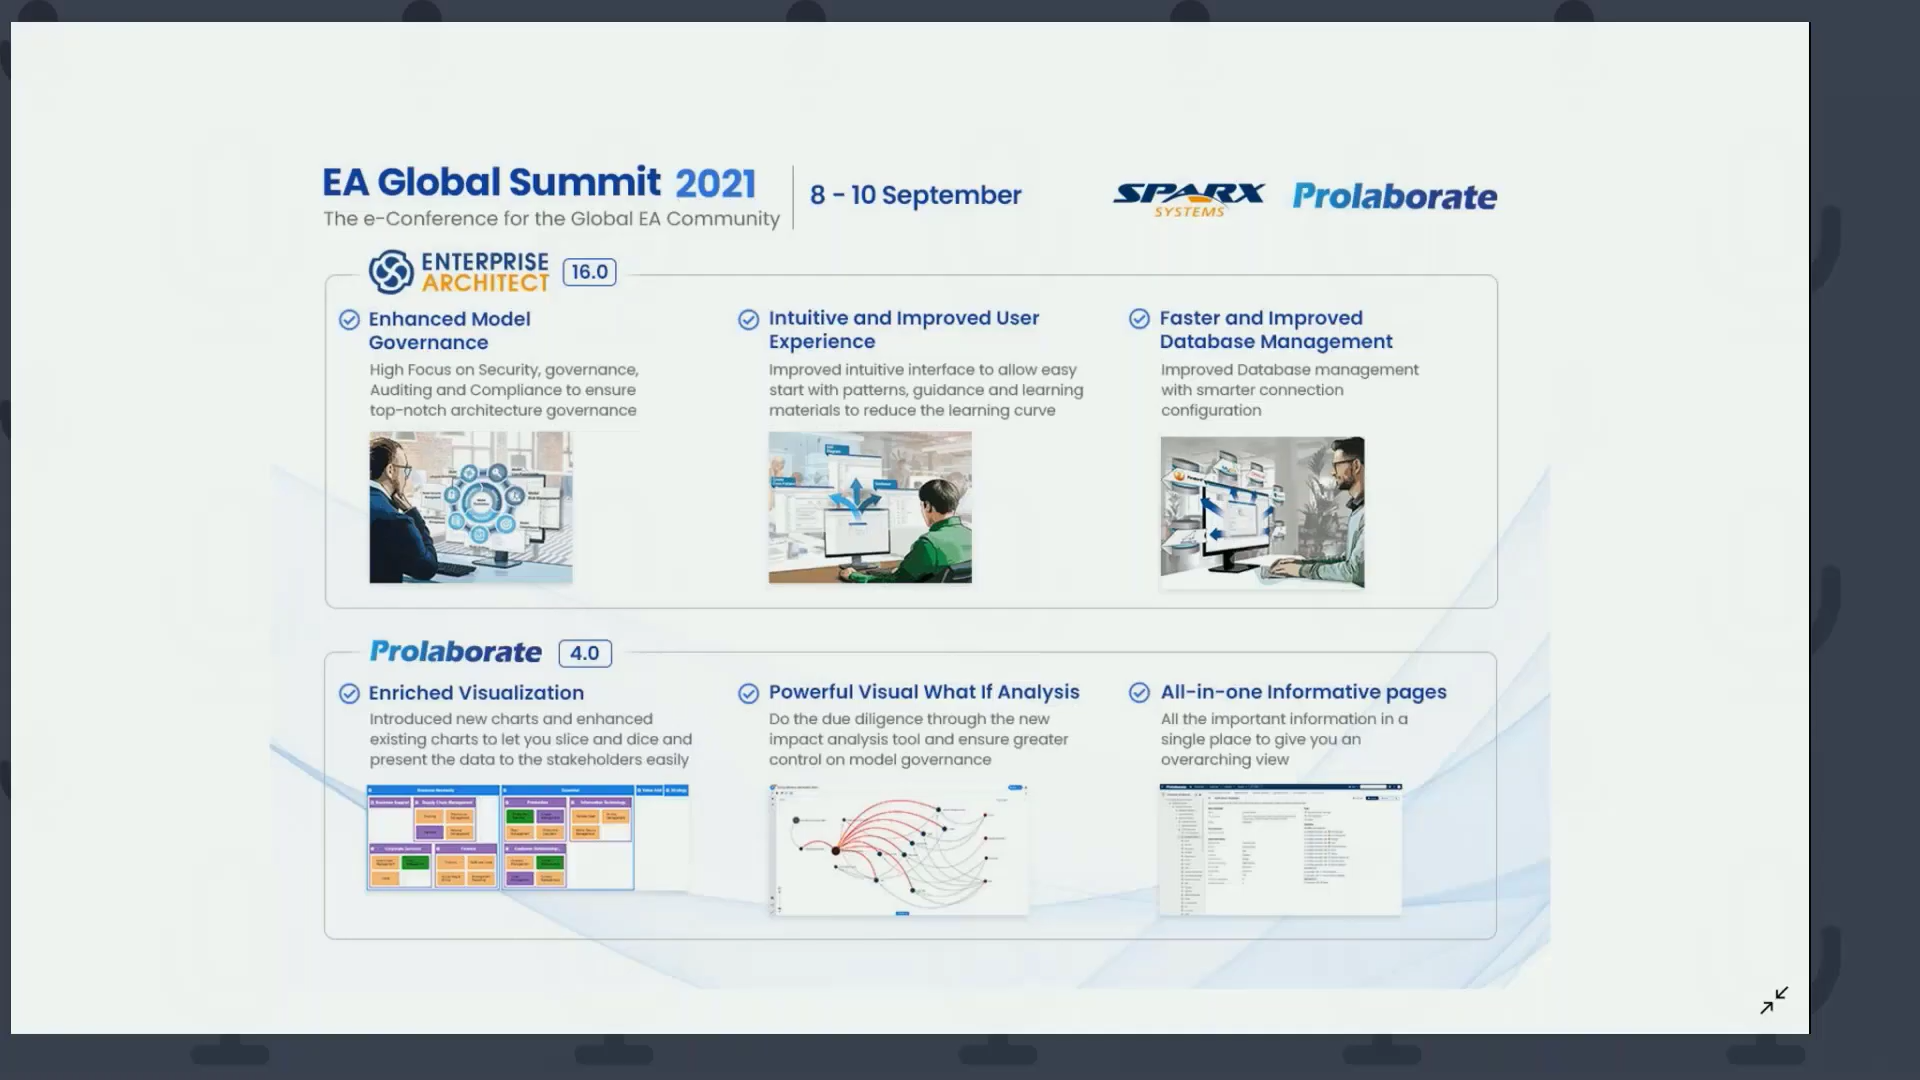 EA Global Summit 2021
The e-Conference for the Global EA Community
8 - 10 September
SPARX
SYSTEMS
Prolaborate
ENTERPRISE
ARCHITECT
16.0
Enhanced Model
Governance
High Focus on Security, governance,
Auditing and Compliance to ensure
top-notch architecture governance
Intuitive and Improved User
Experience
Improved intuitive interface to allow easy
start with patterns, guidance and learning
materials to reduce the learning curve
Faster and Improved
Database Management
Improved Database management
with smarter connection
configuration
Prolaborate
4.0
Enriched Visualization
Introduced new charts and enhanced
existing charts to let you slice and dice and
present the data to the stakeholders easily
Powerful Visual What If Analysis
Do the due diligence through the new
impact analysis tool and ensure greater
control on model governance
All-in-one Informative pages
All the important information in a
single place to give you an
overarching view